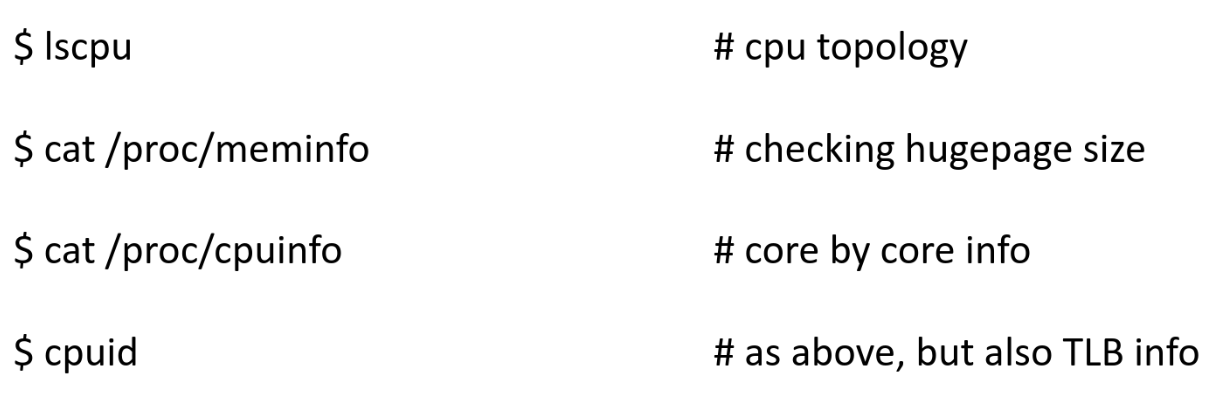 $ lscpu # cpu topology
$ cat /proc/meminfo # checking hugepage size
$ cat /proc/cpuinfo # core by core info
$ cpuid # as above, but also TLB info